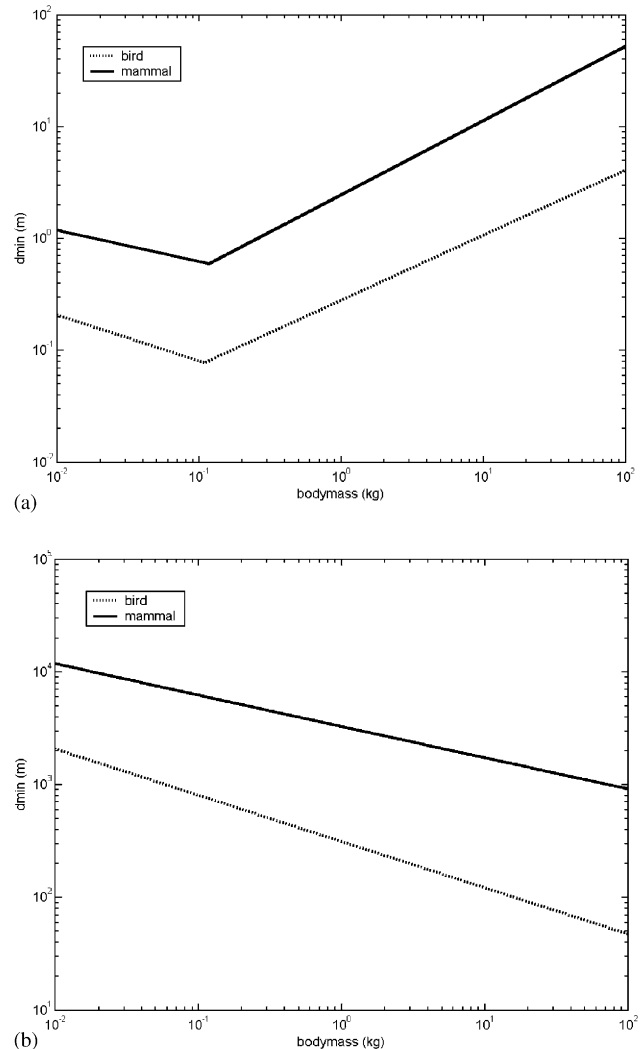 10²
bird
mammal
10¹
dmin (m)
10⁰
10⁻¹
10⁻²
10⁻² 10⁻¹ 10⁰ 10¹ 10²
bodymass (kg)
(a)
10⁵
bird
mammal
10⁴
dmin (m)
10³
10²
10¹
10⁻² 10⁻¹ 10⁰ 10¹ 10²
bodymass (kg)
(b)